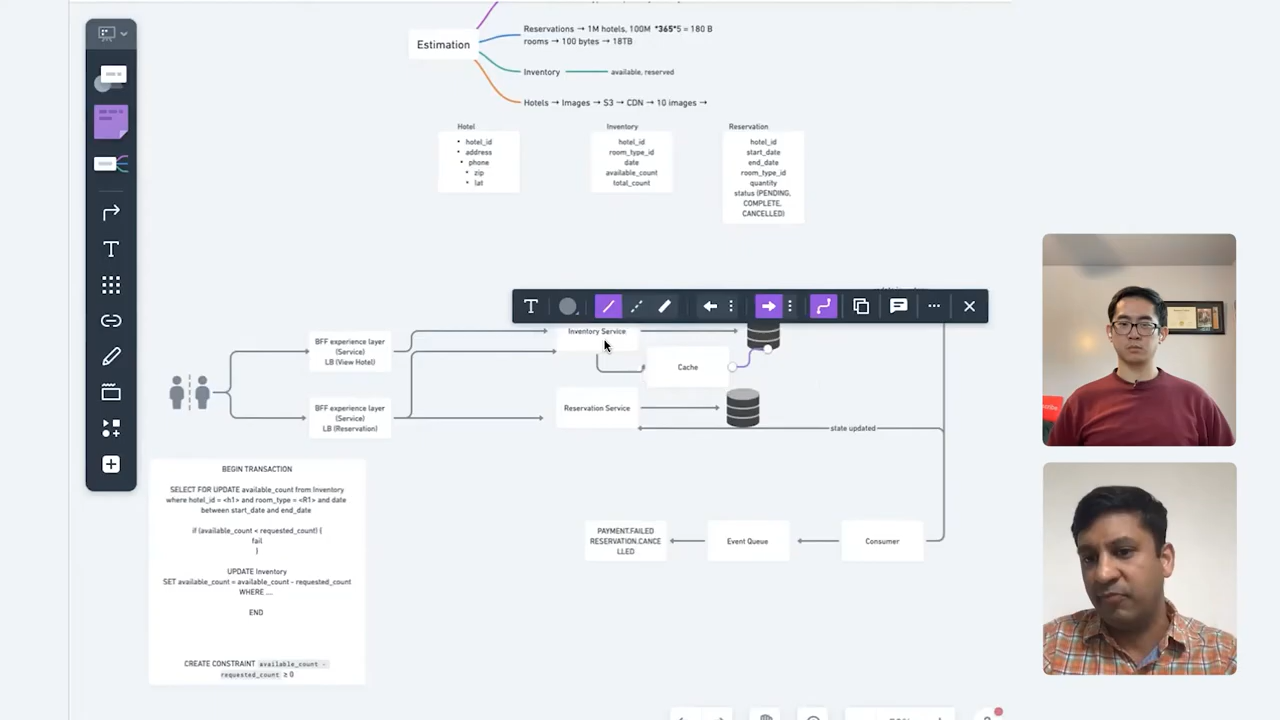 Reservations → 1M hotels, 100M *365*5 = 180 B
rooms → 100 bytes → 18TB
Estimation
Inventory
available, reserved
Hotels → Images → S3 → CDN → 10 images →
Hotel
• hotel_id
• address
• phone
• zip
• lat
Inventory
hotel_id
room_type_id
date
available_count
total_count
Reservation
hotel_id
start_date
end_date
room_type_id
quantity
status (PENDING,
COMPLETE,
CANCELLED)
T
T
BFF experience layer
(Service)
LB (View Hotel)
Inventory Service
Cache
BFF experience layer
(Service)
LB (Reservation)
Reservation Service
state updated
BEGIN TRANSACTION
SELECT FOR UPDATE available_count from Inventory
where hotel_id = <h1> and room_type = <R1> and date
between start_date and end_date
if (available_count < requested_count) {
fail
}
UPDATE Inventory
SET available_count = available_count - requested_count
WHERE ....
END
CREATE CONSTRAINT available_count -
requested_count ≥ 0
PAYMENT.FAILED
RESERVATION.CANCE
LLED
Event Queue
Consumer